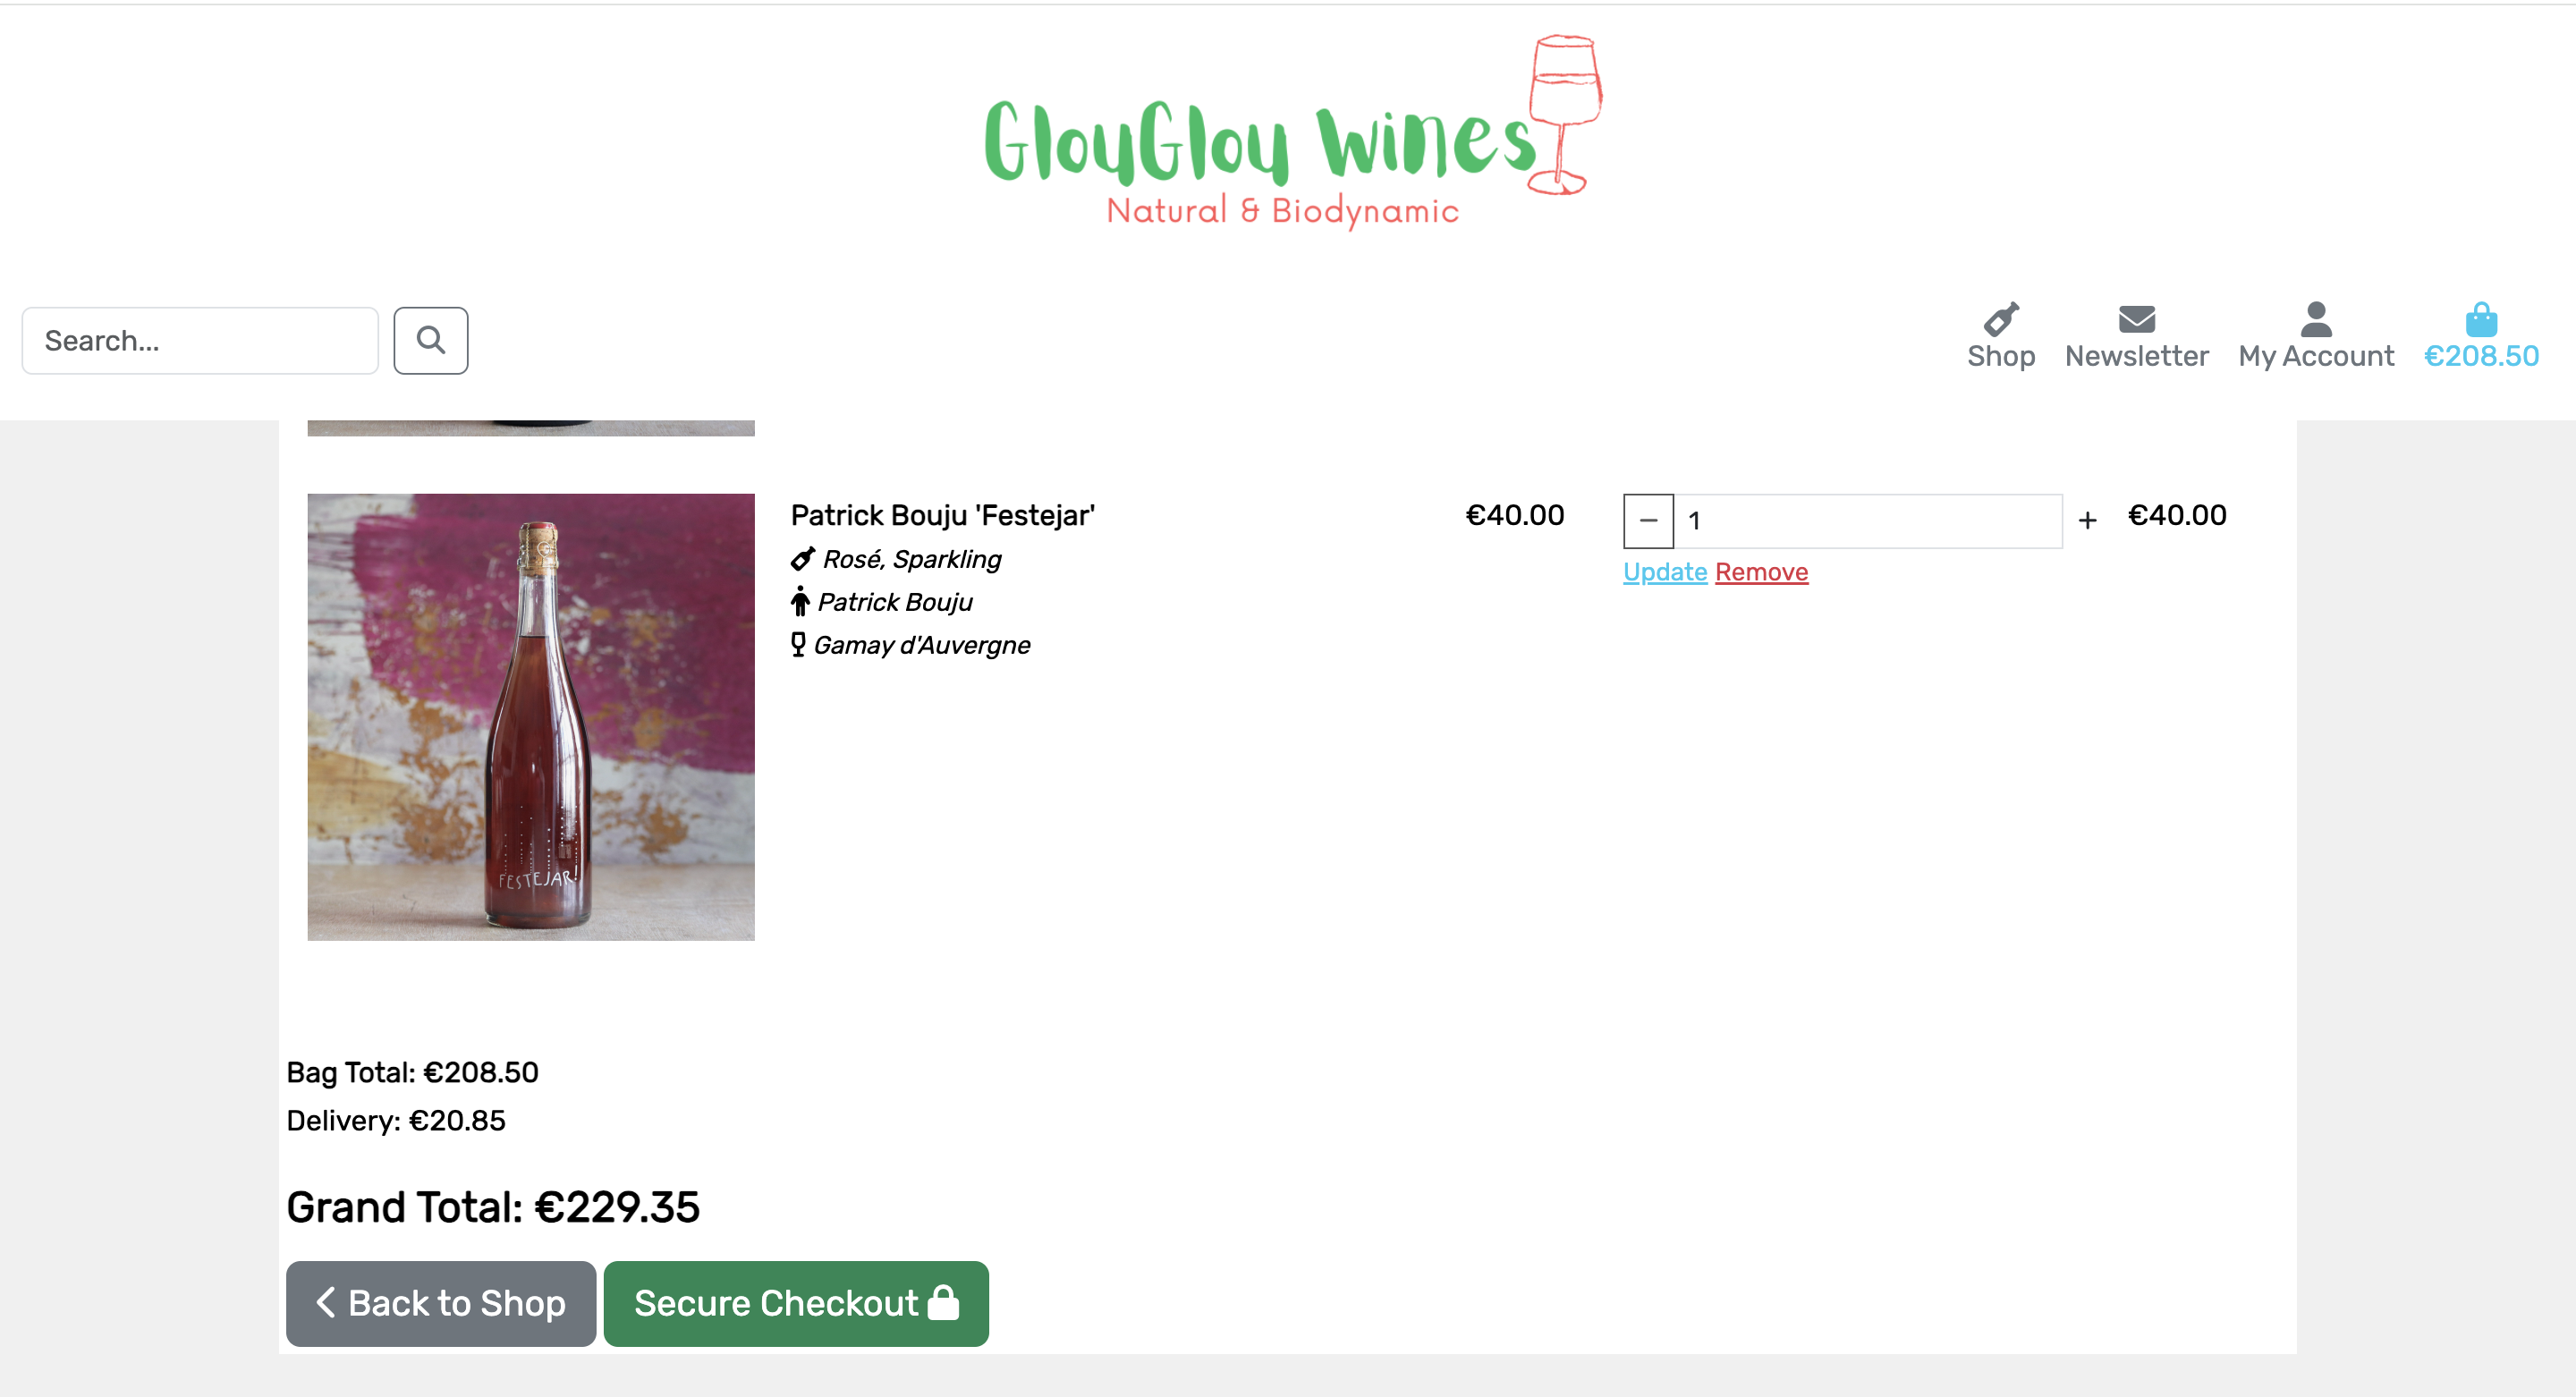 GlouGlou Wines
Natural & Biodynamic
Search...
Shop
Newsletter
My Account
€208.50
Patrick Bouju 'Festejar'
€40.00
1
€40.00
Rosé, Sparkling
Update Remove
Patrick Bouju
Gamay d'Auvergne
FESTEJAR!
Bag Total: €208.50
Delivery: €20.85
Grand Total: €229.35
Back to Shop
Secure Checkout